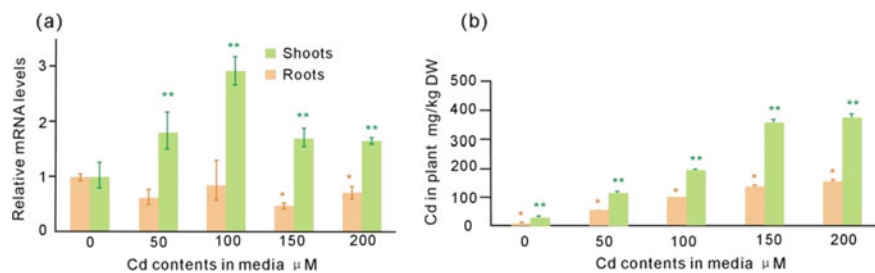 (a)
Relative mRNA levels
3
2
1
0
**
**
**
**
*
*
Shoots
Roots
0 50 100 150 200
Cd contents in media μM
(b)
Cd in plant mg/kg DW
500
400
300
200
100
0
*
**
*
**
*
**
*
**
*
**
0 50 100 150 200
Cd contents in media μM